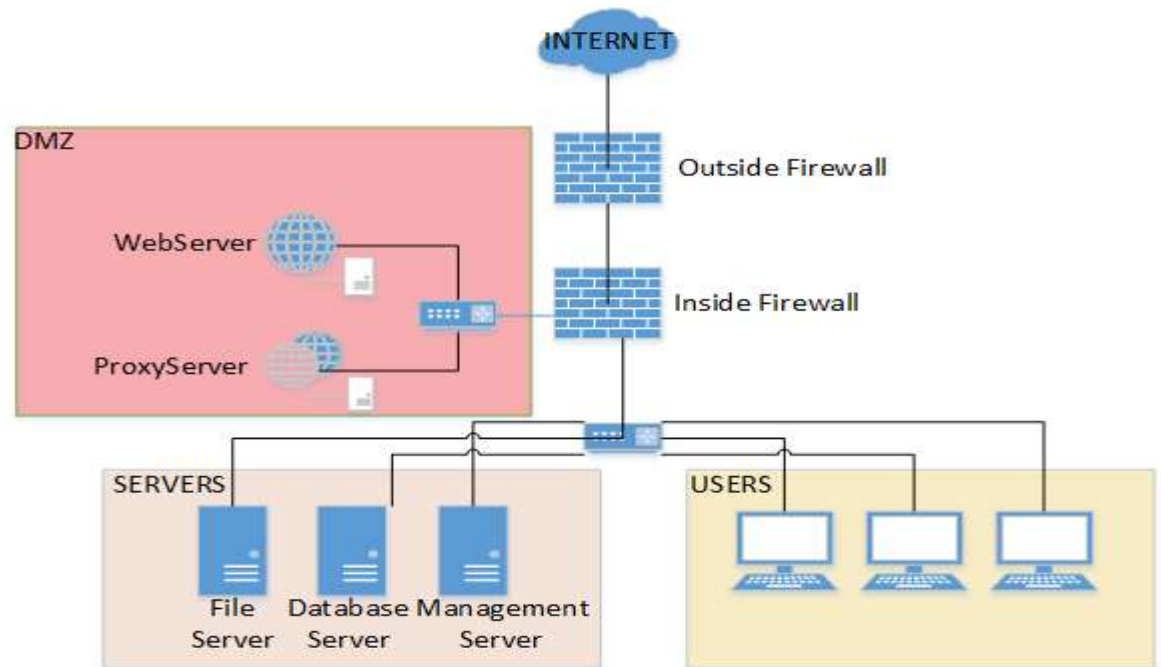 INTERNET
DMZ
Outside Firewall
WebServer
Inside Firewall
ProxyServer
SERVERS
USERS
File
Server
Database
Server
Management
Server